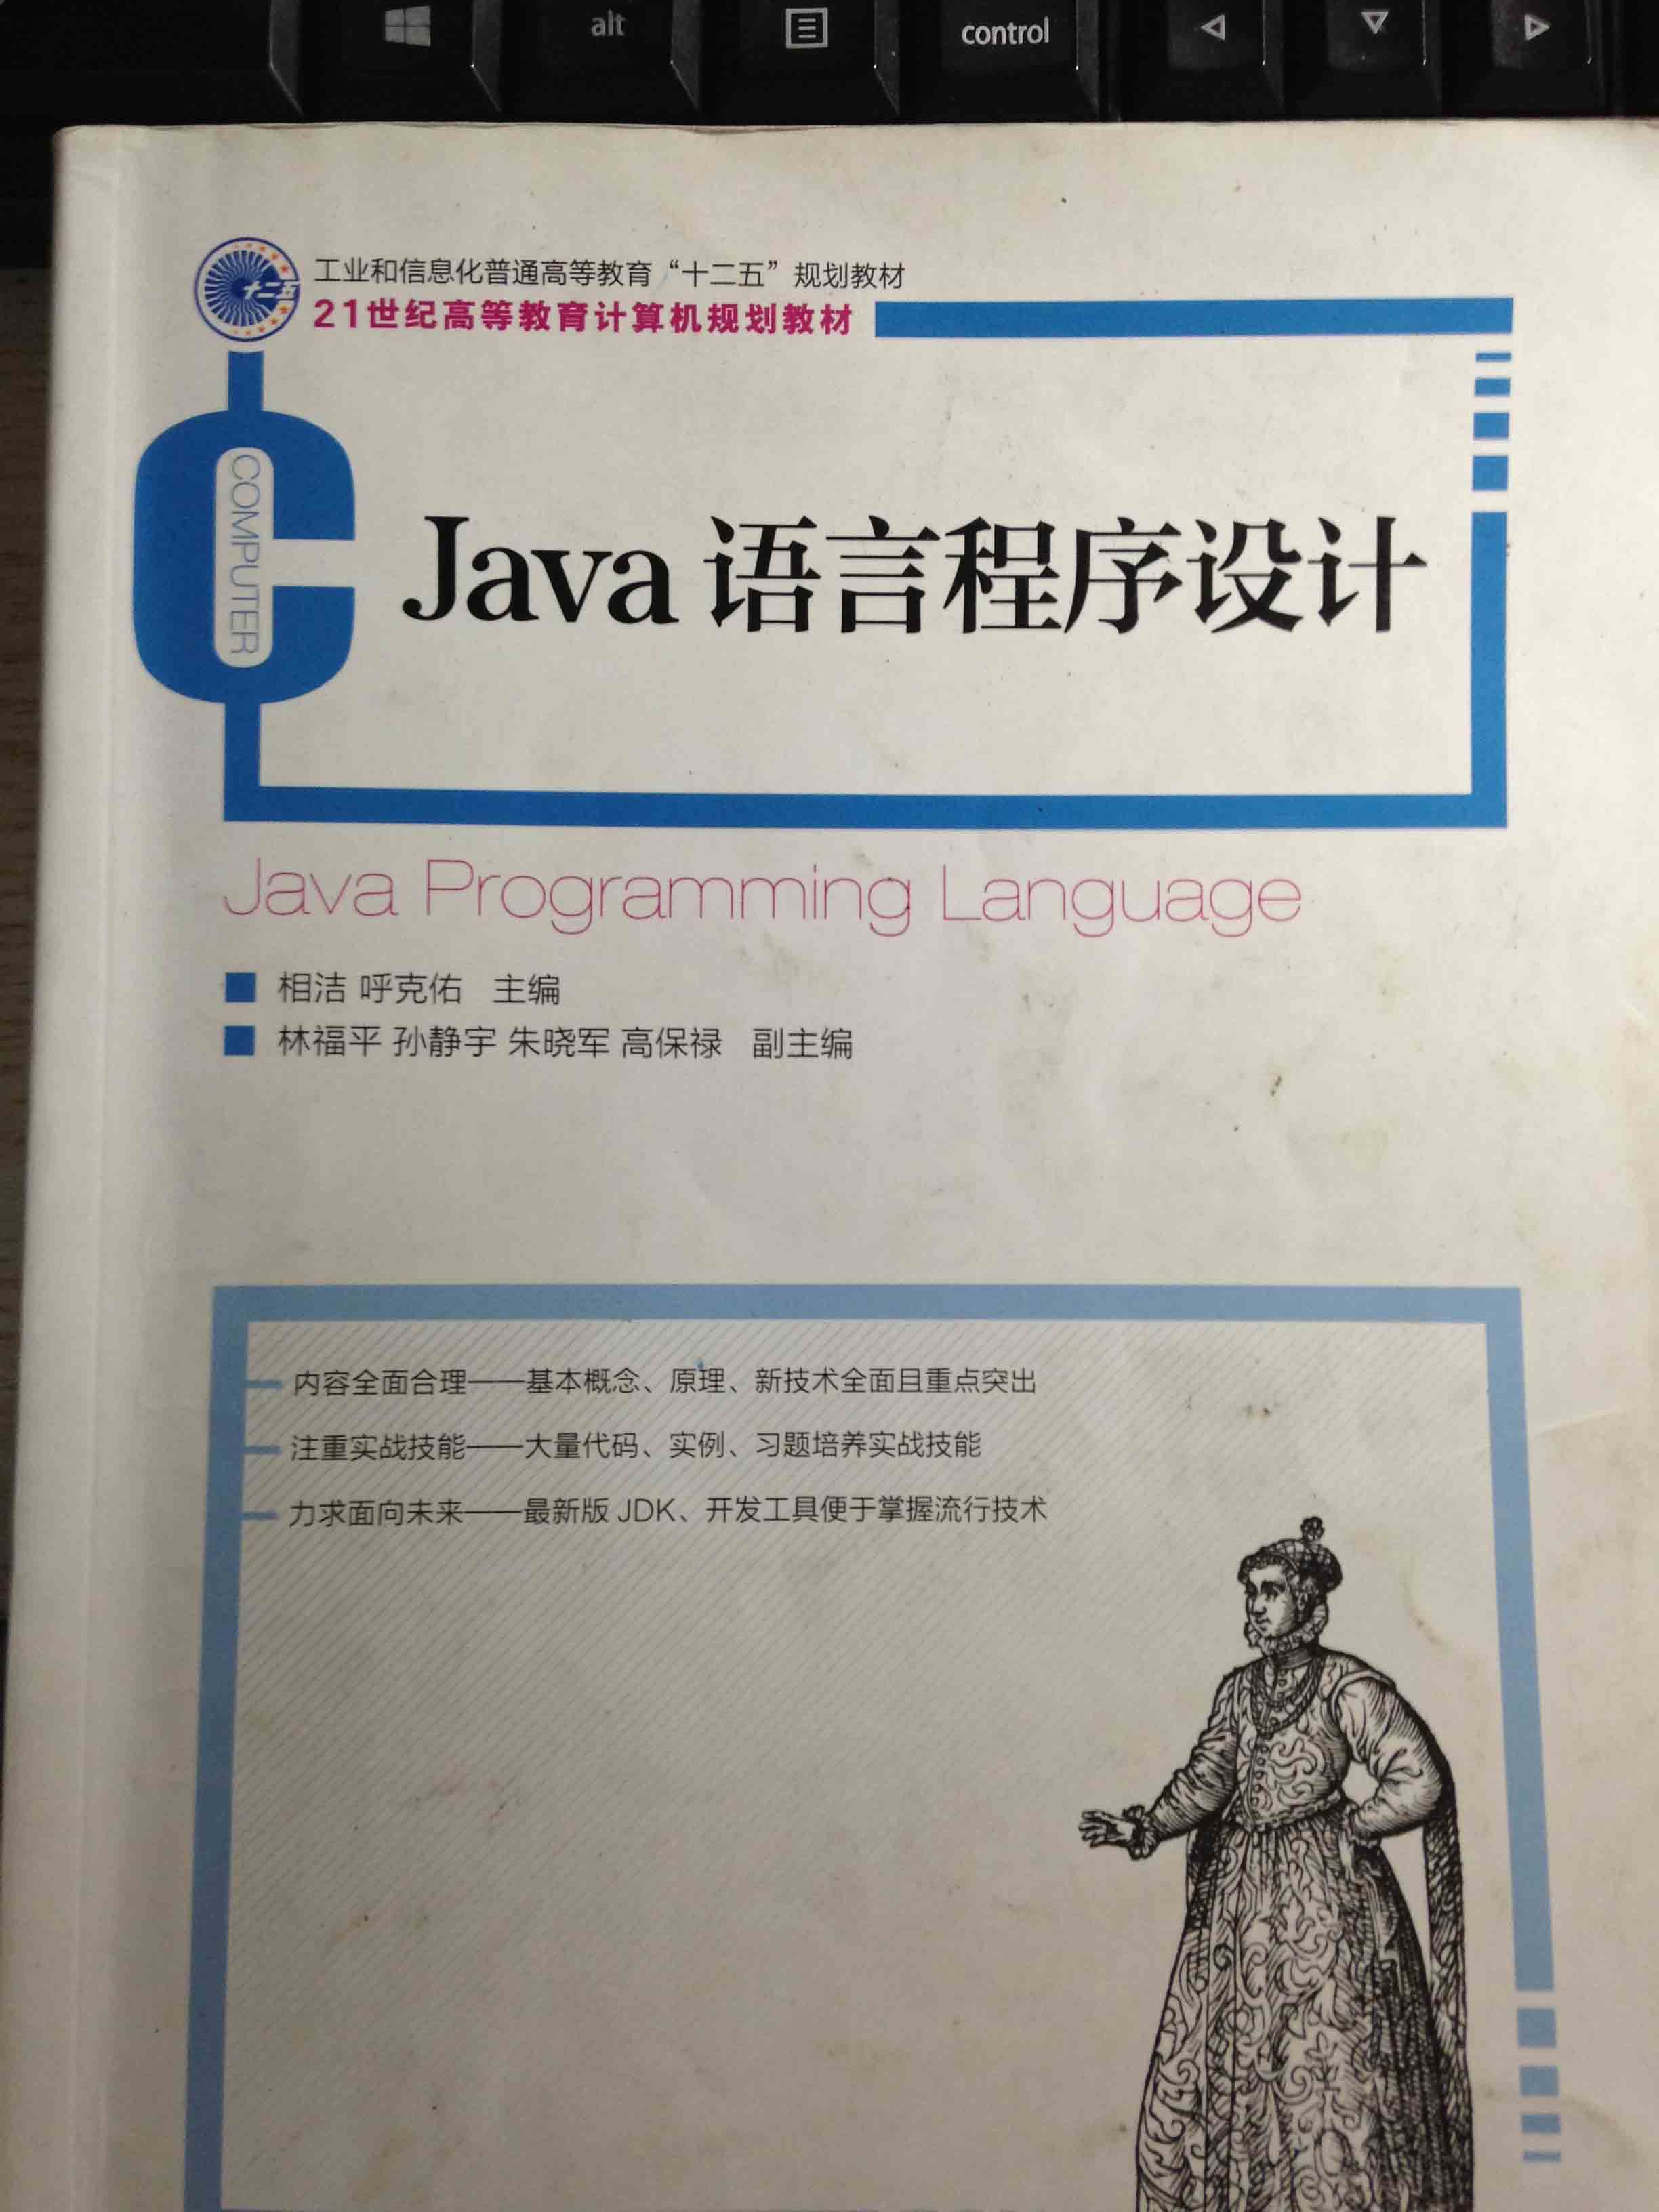 alt
control
工业和信息化普通高等教育“十二五”规划教材
十二五
21世纪高等教育计算机规划教材
COMPUTER
Java 语言程序设计
Java Programming Language
相洁 呼克佑 主编
林福平 孙静宇 朱晓军 高保禄 副主编
内容全面合理——基本概念、原理、新技术全面且重点突出
注重实战技能——大量代码、实例、习题培养实战技能
力求面向未来——最新版 JDK、开发工具便于掌握流行技术